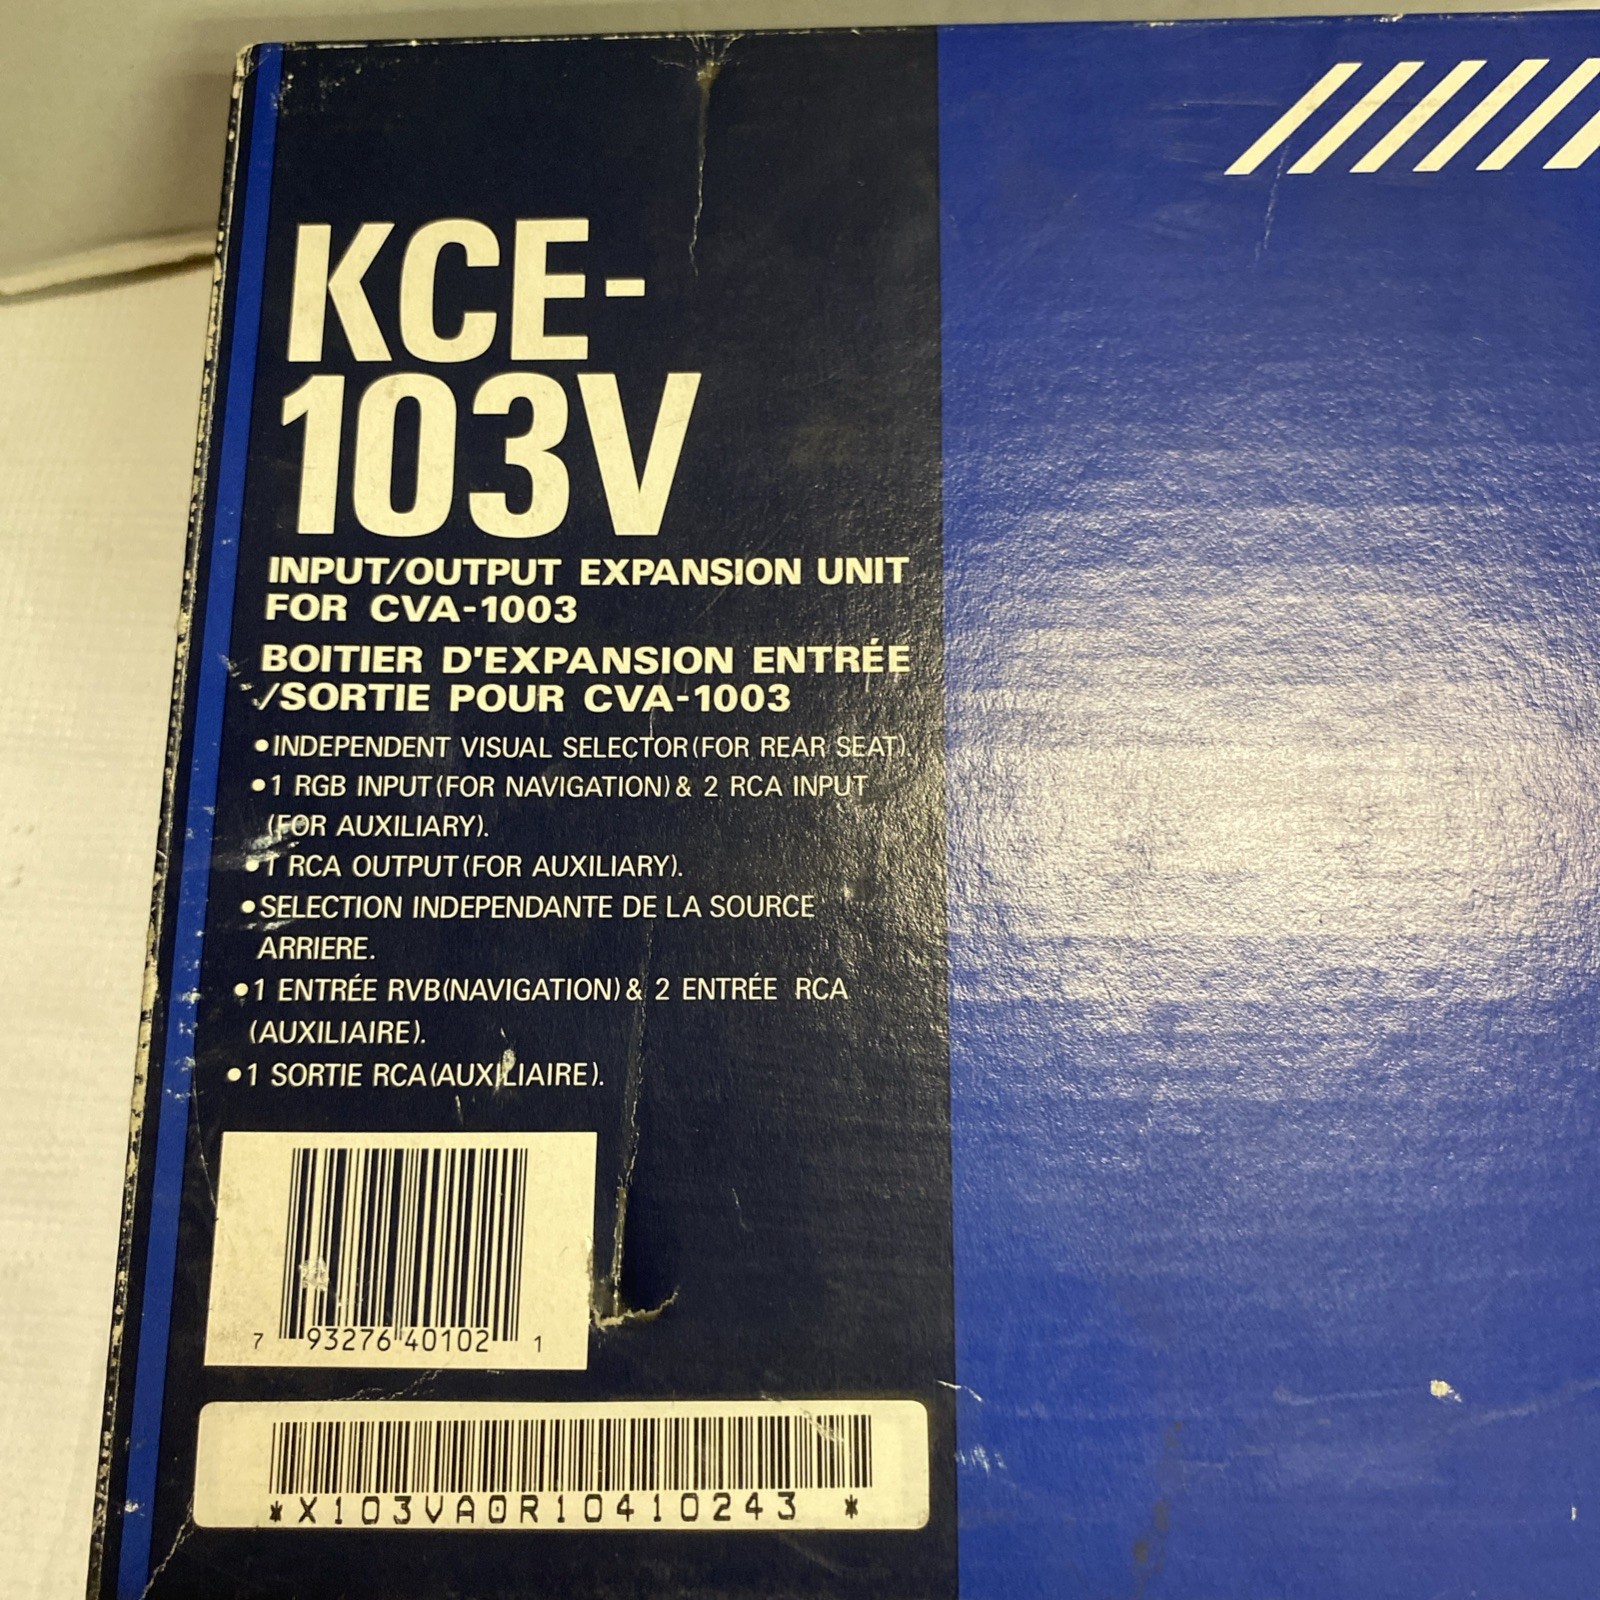 KCE-
103V
INPUT/OUTPUT EXPANSION UNIT
FOR CVA-1003
BOITIER D'EXPANSION ENTRÉE
/SORTIE POUR CVA-1003
•INDEPENDENT VISUAL SELECTOR(FOR REAR SEAT).
•1 RGB INPUT(FOR NAVIGATION)& 2 RCA INPUT
(FOR AUXILIARY).
•1 RCA OUTPUT(FOR AUXILIARY).
•SELECTION INDEPENDANTE DE LA SOURCE
ARRIERE.
•1 ENTRÉE RVB(NAVIGATION)& 2 ENTRÉE RCA
(AUXILIAIRE).
•1 SORTIE RCA(AUXILIAIRE).
7 93276 40102 1
*X103VA0R10410243 *